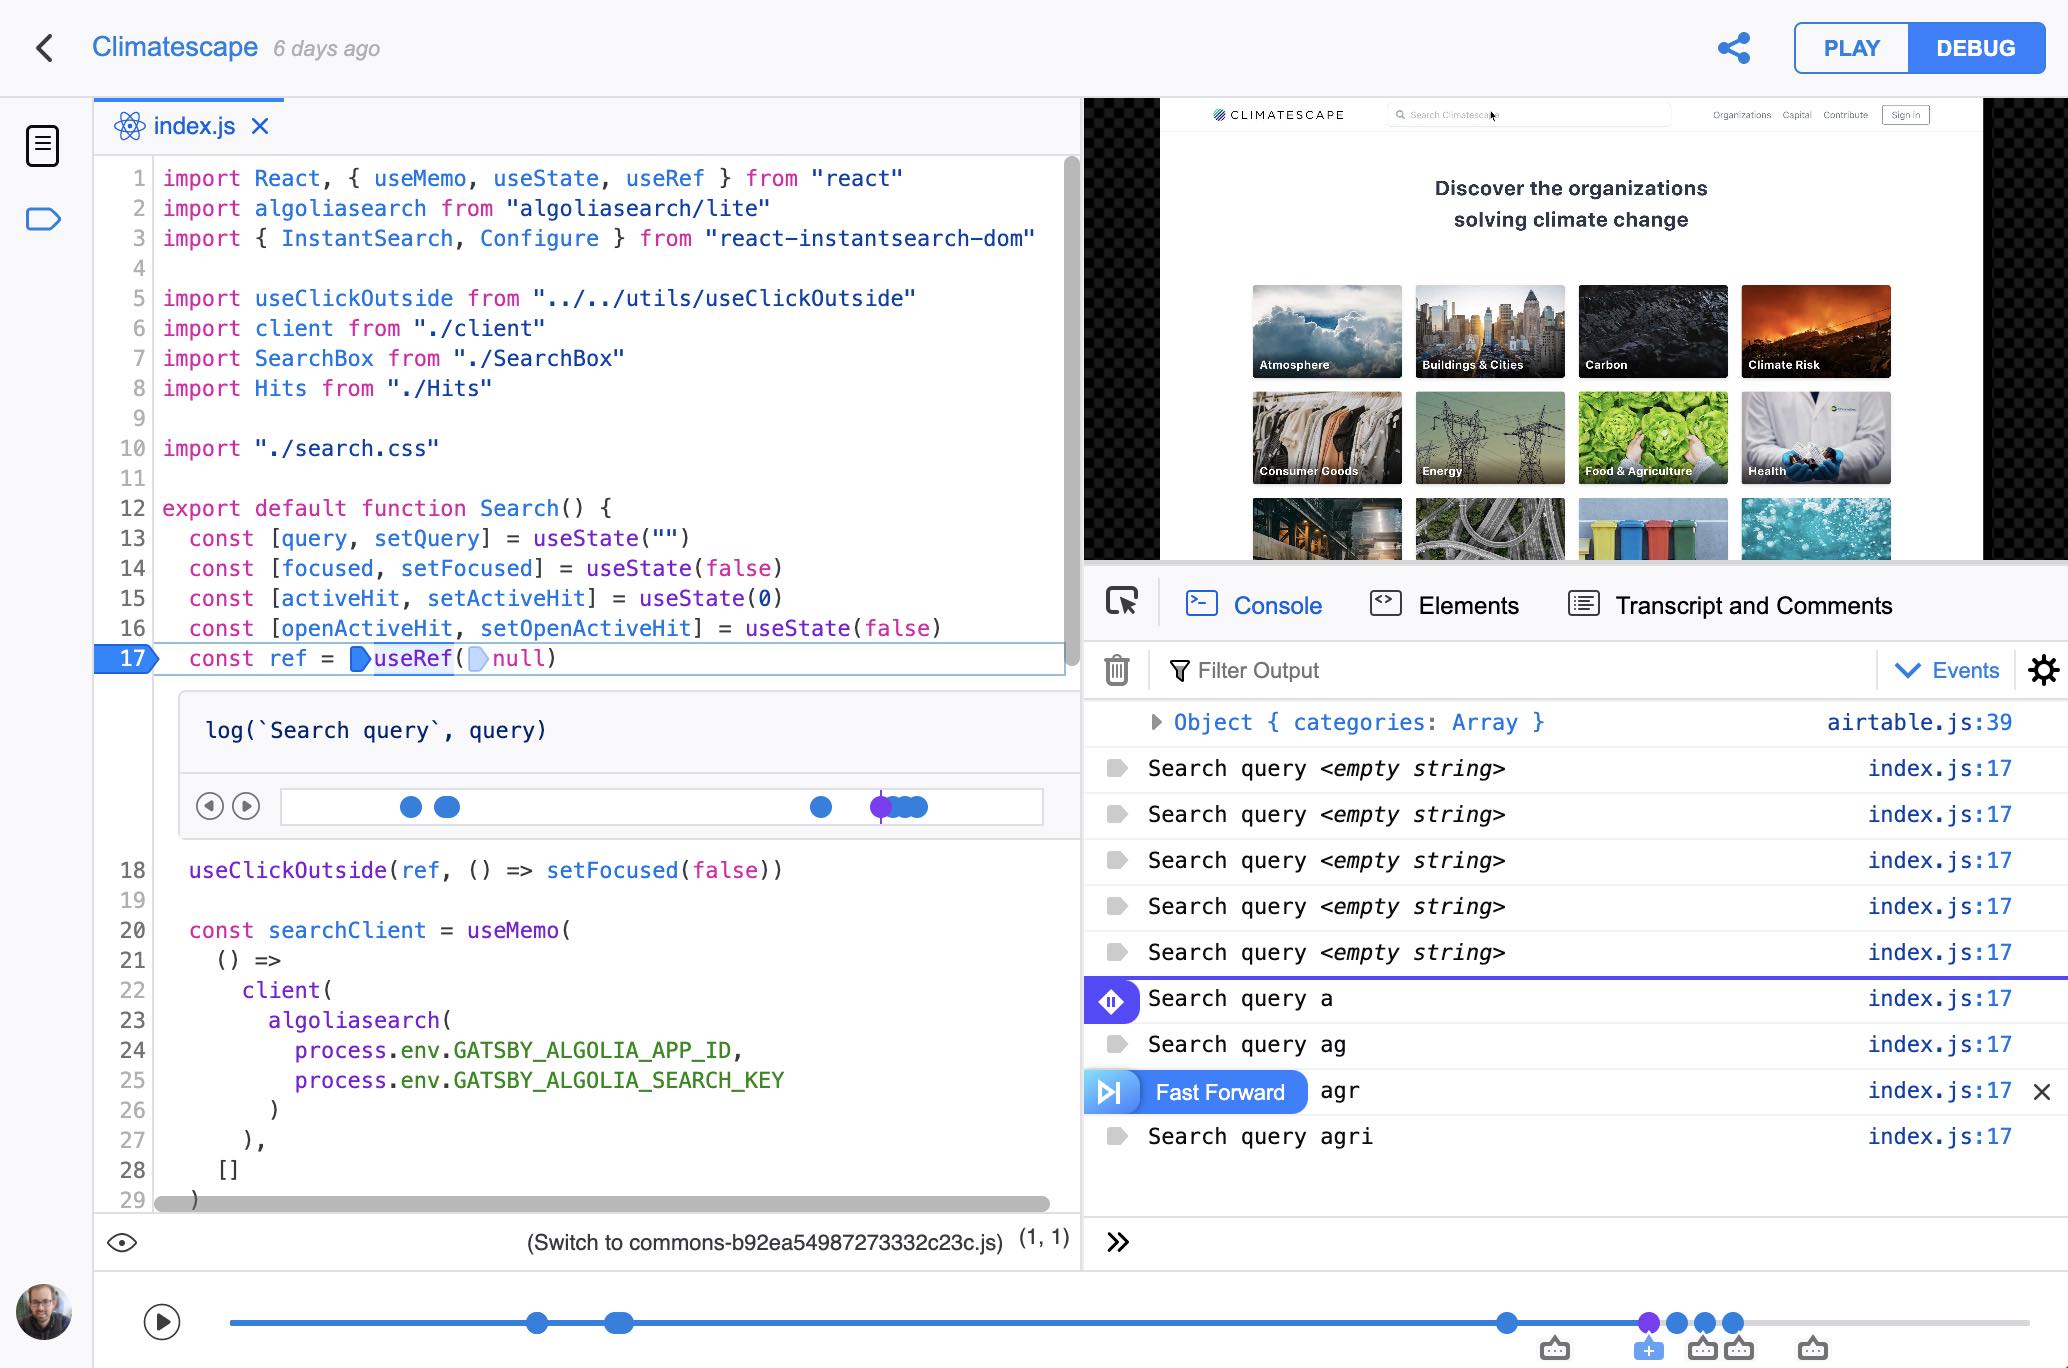 Climatescape 6 days ago
PLAY DEBUG
index.js
1 import React, { useMemo, useState, useRef } from "react"
2 import algoliasearch from "algoliasearch/lite"
3 import { InstantSearch, Configure } from "react-instantsearch-dom"
4
5 import useClickOutside from "../../utils/useClickOutside"
6 import client from "./client"
7 import SearchBox from "./SearchBox"
8 import Hits from "./Hits"
9
10 import "./search.css"
11
12 export default function Search() {
13 const [query, setQuery] = useState("")
14 const [focused, setFocused] = useState(false)
15 const [activeHit, setActiveHit] = useState(0)
16 const [openActiveHit, setOpenActiveHit] = useState(false)
17 const ref = useRef(null)
log(`Search query`, query)
18 useClickOutside(ref, () => setFocused(false))
19
20 const searchClient = useMemo(
21 () =>
22 client(
23 algoliasearch(
24 process.env.GATSBY_ALGOLIA_APP_ID,
25 process.env.GATSBY_ALGOLIA_SEARCH_KEY
26 )
27 ),
28 []
29 )
(Switch to commons-b92ea54987273332c23c.js) (1, 1)
CLIMATESCAPE Search Climatescape Organizations Capital Contribute Sign in
Discover the organizations
solving climate change
Atmosphere Buildings & Cities Carbon Climate Risk
Consumer Goods Energy Food & Agriculture Health
Console Elements Transcript and Comments
Filter Output Events
Object { categories: Array } airtable.js:39
Search query <empty string> index.js:17
Search query <empty string> index.js:17
Search query <empty string> index.js:17
Search query <empty string> index.js:17
Search query <empty string> index.js:17
Search query a index.js:17
Search query ag index.js:17
Fast Forward agr index.js:17
Search query agri index.js:17